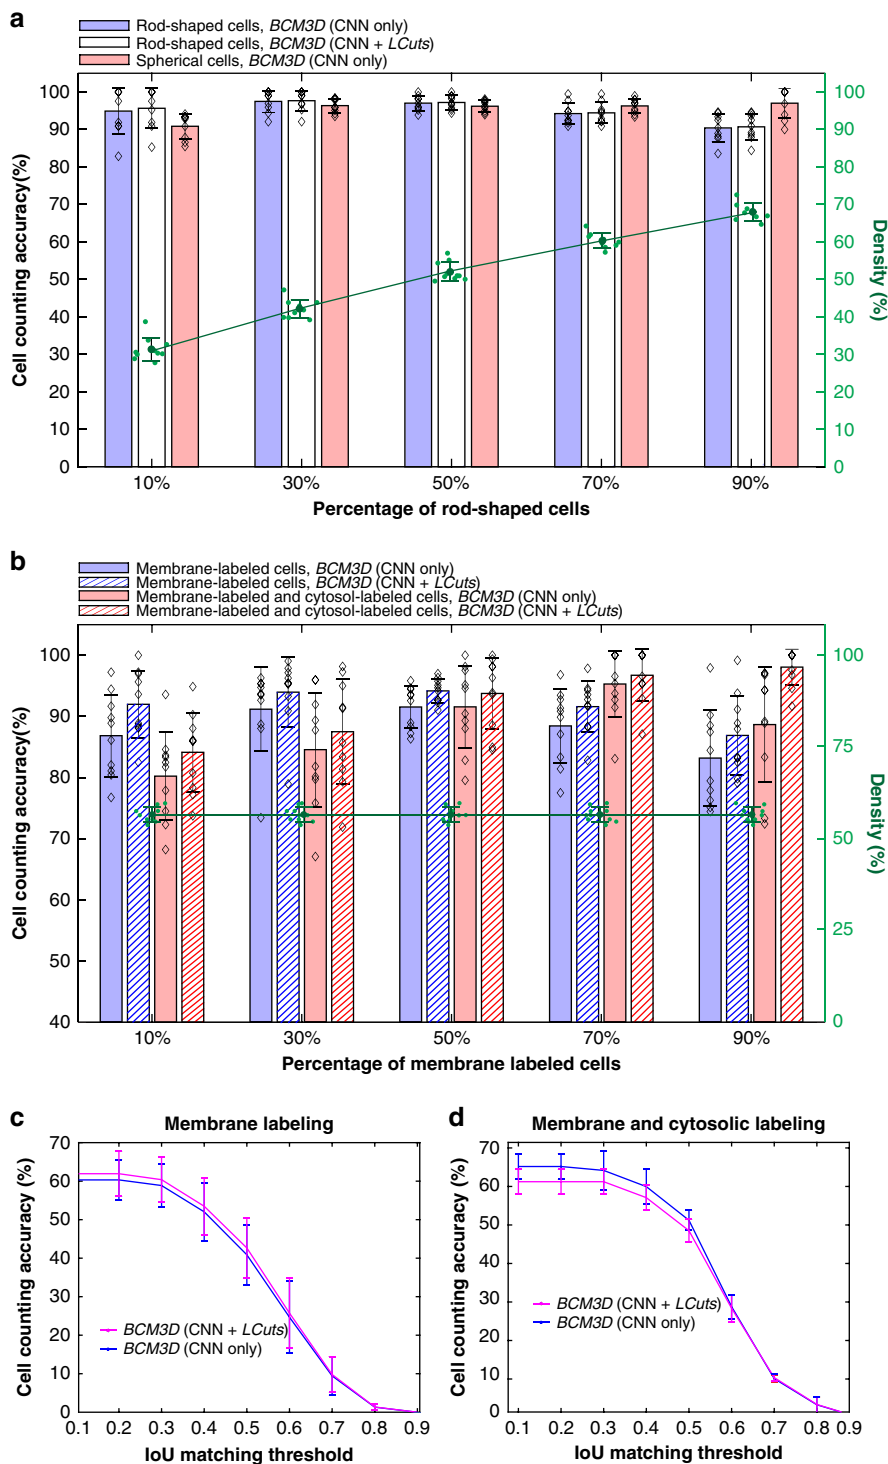 a
Rod-shaped cells, BCM3D (CNN only)
Rod-shaped cells, BCM3D (CNN + LCuts)
Spherical cells, BCM3D (CNN only)
Cell counting accuracy(%)
100
90
80
70
60
50
40
30
20
10
0
100
90
80
70
60
50
40
30
20
10
0
Density (%)
10%
30%
50%
70%
90%
Percentage of rod-shaped cells
b
Membrane-labeled cells, BCM3D (CNN only)
Membrane-labeled cells, BCM3D (CNN + LCuts)
Membrane-labeled and cytosol-labeled cells, BCM3D (CNN only)
Membrane-labeled and cytosol-labeled cells, BCM3D (CNN + LCuts)
Cell counting accuracy(%)
100
90
80
70
60
50
40
100
75
50
25
0
Density (%)
10%
30%
50%
70%
90%
Percentage of membrane labeled cells
c
Membrane labeling
Cell counting accuracy (%)
70
60
50
40
30
20
10
0
BCM3D (CNN + LCuts)
BCM3D (CNN only)
0.1
0.2
0.3
0.4
0.5
0.6
0.7
0.8
0.9
IoU matching threshold
d
Membrane and cytosolic labeling
Cell counting accuracy (%)
70
60
50
40
30
20
10
0
BCM3D (CNN + LCuts)
BCM3D (CNN only)
0.1
0.2
0.3
0.4
0.5
0.6
0.7
0.8
0.9
IoU matching threshold